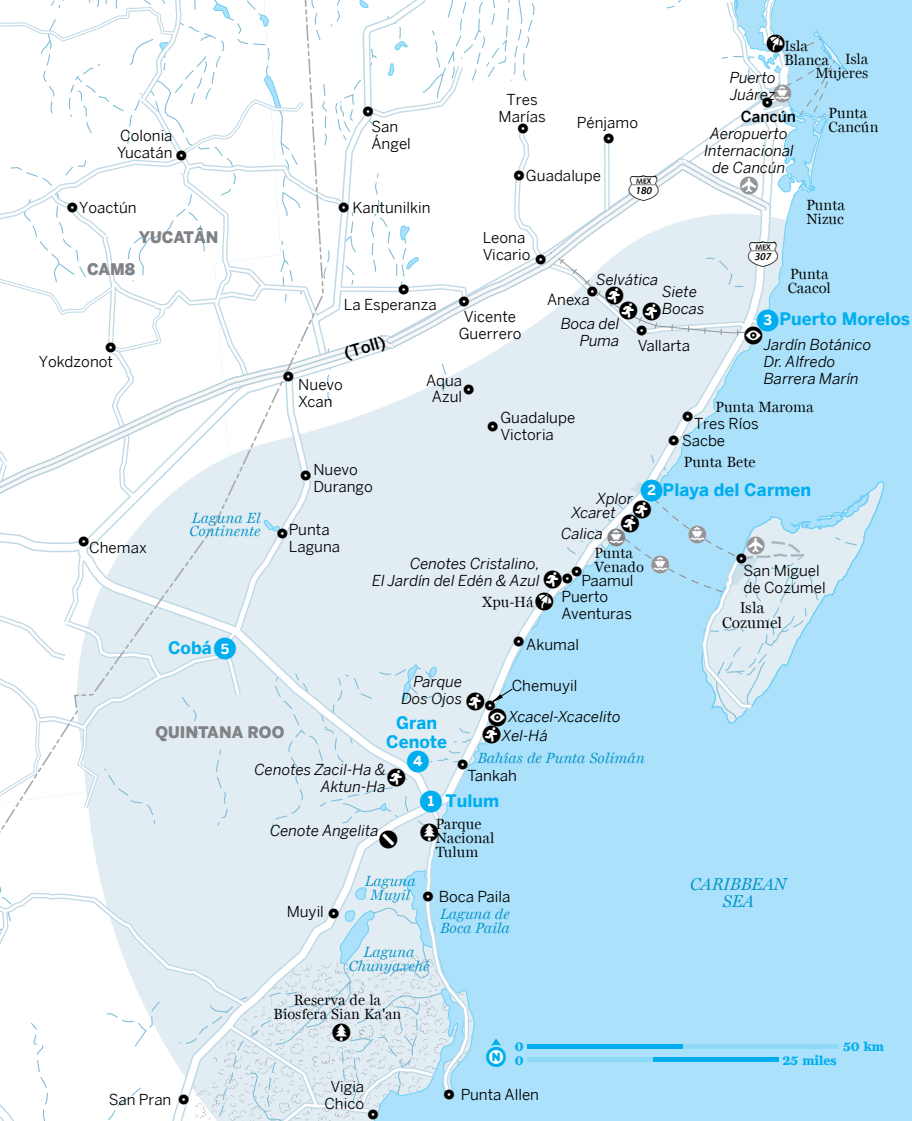 Isla
Blanca
Isla
Mujeres
Puerto
Juárez
Cancún
Punta
Cancún
Aeropuerto
Internacional
de Cancún
Tres
Marías
Pénjamo
San
Ángel
Colonia
Yucatán
Guadalupe
MEX
180
Yoactún
Kantunilkin
Punta
Nizuc
YUCATÁN
CAM8
Leona
Vicario
MEX
307
Punta
Caacol
Selvática
Siete
Bocas
Anexa
La Esperanza
Vicente
Guerrero
Boca del
Puma
Vallarta
3 Puerto Morelos
Jardín Botánico
Dr. Alfredo
Barrera Marín
Yokdzonot
(Toll)
Nuevo
Xcan
Aqua
Azul
Guadalupe
Victoria
Punta Maroma
Tres Ríos
Sacbe
Punta Bete
Nuevo
Durango
2 Playa del Carmen
Xplor
Xcaret
Calica
Laguna El
Continente
Punta
Laguna
Chemax
Punta
Venado
Cenotes Cristalino,
El Jardín del Edén & Azul
Paamul
San Miguel
de Cozumel
Xpu-Há
Puerto
Aventuras
Isla
Cozumel
Akumal
Cobá 5
Parque
Dos Ojos
Chemuyil
Xcacel-Xcacelito
Xel-Há
QUINTANA ROO
Gran
Cenote
4
Bahías de Punta Solimán
Tankah
Cenotes Zacil-Ha &
Aktun-Ha
1 Tulum
Cenote Angelita
Parque
Nacional
Tulum
Laguna
Muyil
Boca Paila
Laguna de
Boca Paila
CARIBBEAN
SEA
Muyil
Laguna
Chunyaxché
Reserva de la
Biosfera Sian Ka'an
N
0 50 km
0 25 miles
San Pran
Vigia
Chico
Punta Allen